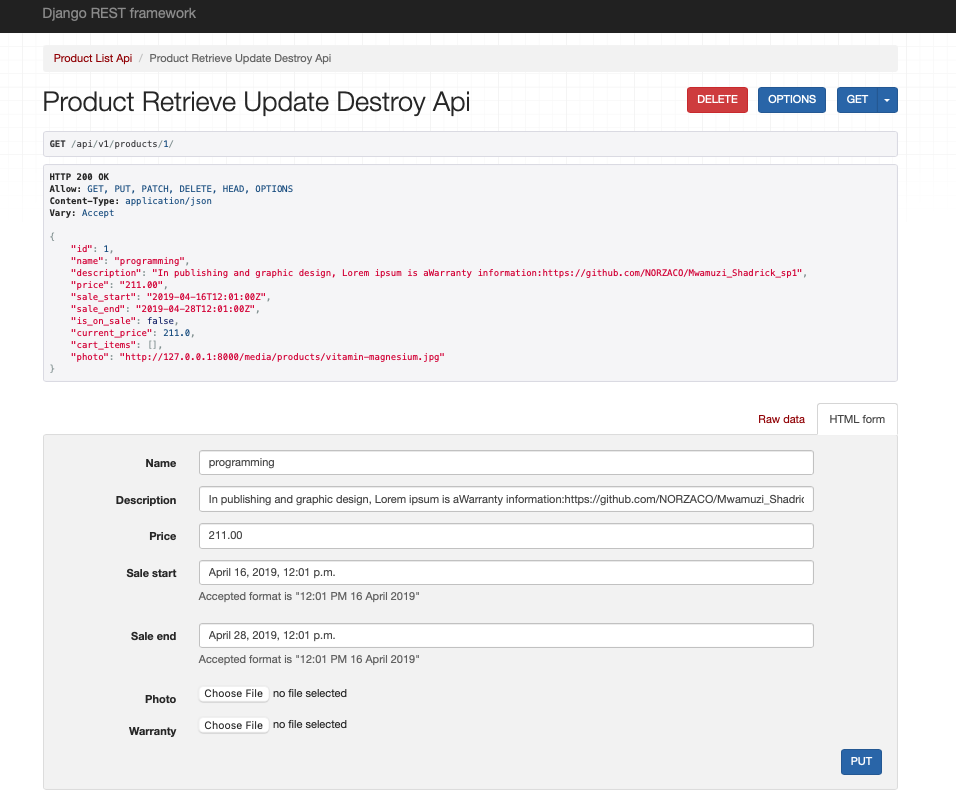 Django REST framework
Product List Api / Product Retrieve Update Destroy Api
Product Retrieve Update Destroy Api
DELETE OPTIONS GET
GET /api/v1/products/1/
HTTP 200 OK
Allow: GET, PUT, PATCH, DELETE, HEAD, OPTIONS
Content-Type: application/json
Vary: Accept
{
"id": 1,
"name": "programming",
"description": "In publishing and graphic design, Lorem ipsum is aWarranty information:https://github.com/NORZACO/Mwamuzi_Shadrick_sp1",
"price": "211.00",
"sale_start": "2019-04-16T12:01:00Z",
"sale_end": "2019-04-28T12:01:00Z",
"is_on_sale": false,
"current_price": 211.0,
"cart_items": [],
"photo": "http://127.0.0.1:8000/media/products/vitamin-magnesium.jpg"
}
Raw data HTML form
Name programming
Description In publishing and graphic design, Lorem ipsum is aWarranty information:https://github.com/NORZACO/Mwamuzi_Shadric
Price 211.00
Sale start April 16, 2019, 12:01 p.m.
Accepted format is "12:01 PM 16 April 2019"
Sale end April 28, 2019, 12:01 p.m.
Accepted format is "12:01 PM 16 April 2019"
Photo Choose File no file selected
Warranty Choose File no file selected
PUT